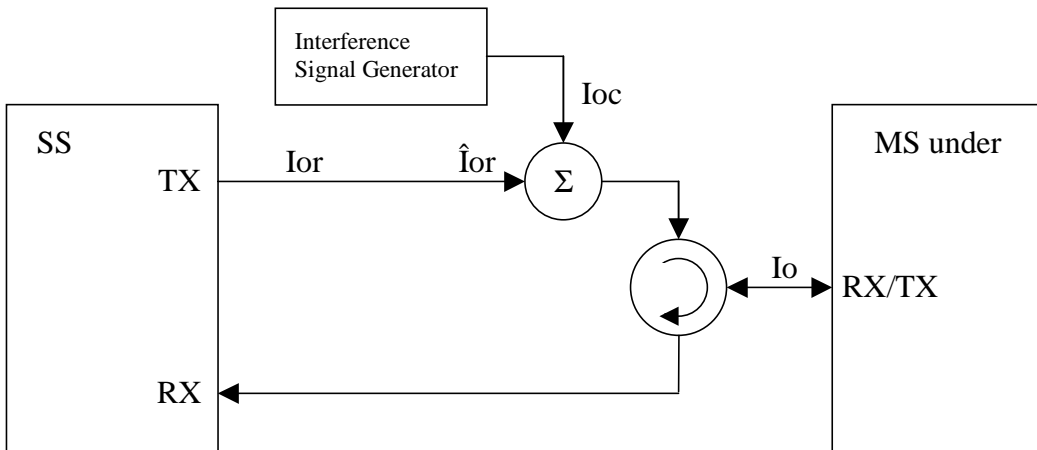 Interference
Signal Generator
Ioc
SS
MS under
TX
Ior
Îor
Σ
Io
RX/TX
RX